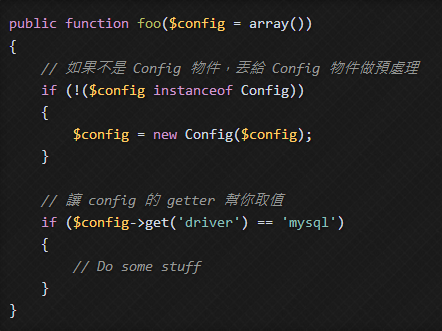 public function foo($config = array())
{
    // 如果不是 Config 物件，丟給 Config 物件做預處理
    if (!($config instanceof Config))
    {
        $config = new Config($config);
    }

    // 讓 config 的 getter 幫你取值
    if ($config->get('driver') == 'mysql')
    {
        // Do some stuff
    }
}